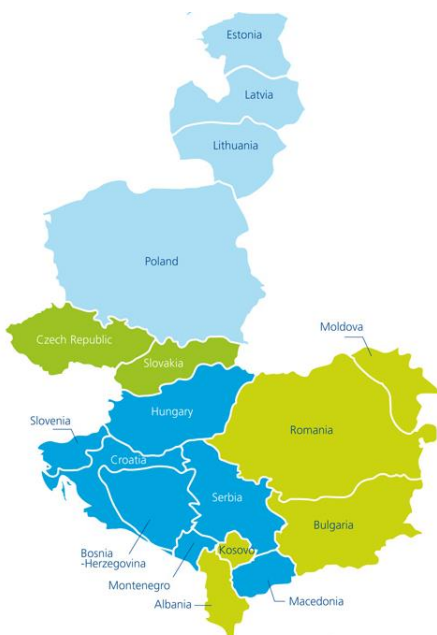 Estonia
Latvia
Lithuania
Poland
Moldova
Czech Republic
Slovakia
Hungary
Slovenia
Romania
Croatia
Serbia
Bulgaria
Bosnia
-Herzegovina
Kosovo
Montenegro
Albania
Macedonia